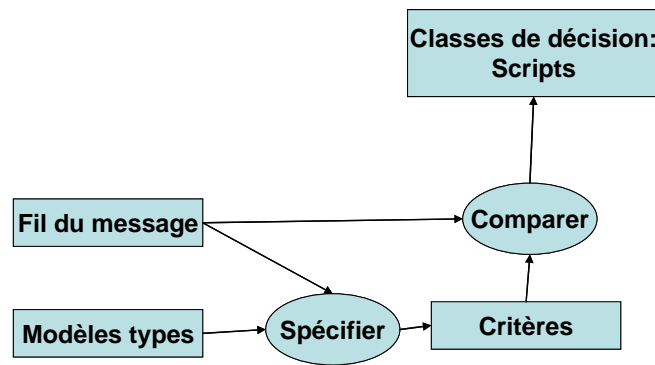 Classes de décision:
Scripts
Fil du message
Comparer
Modèles types
Spécifier
Critères